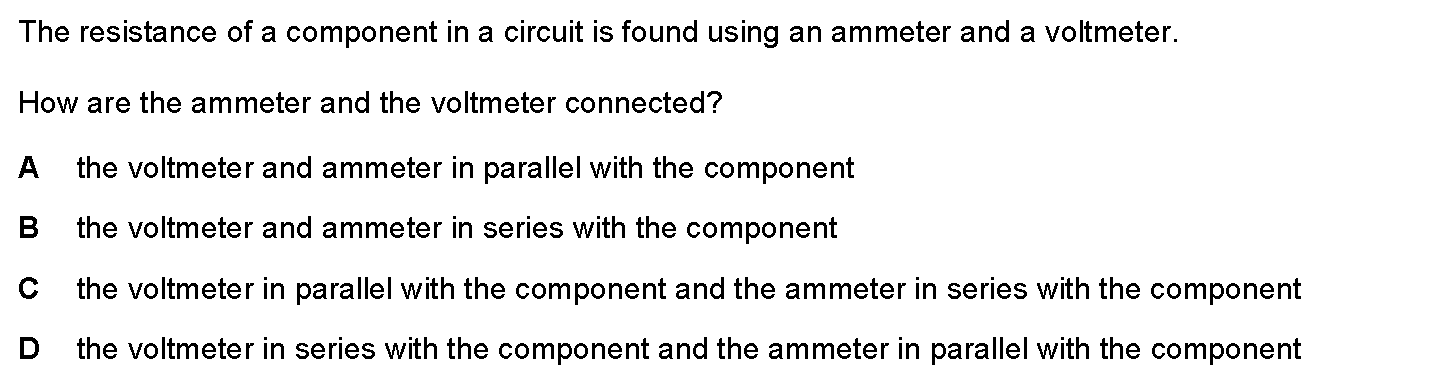 The resistance of a component in a circuit is found using an ammeter and a voltmeter.
How are the ammeter and the voltmeter connected?
A the voltmeter and ammeter in parallel with the component
B the voltmeter and ammeter in series with the component
C the voltmeter in parallel with the component and the ammeter in series with the component
D the voltmeter in series with the component and the ammeter in parallel with the component